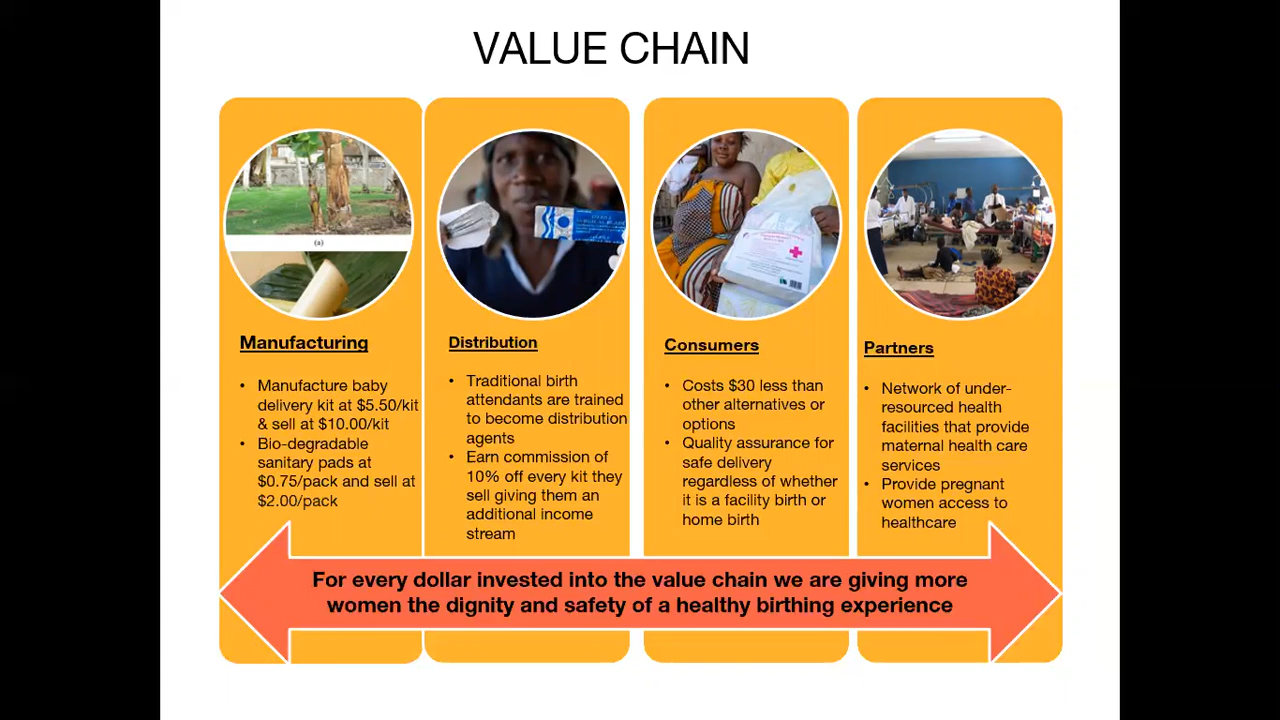 VALUE CHAIN
(a)
Manufacturing
• Manufacture baby
delivery kit at $5.50/kit
& sell at $10.00/kit
• Bio-degradable
sanitary pads at
$0.75/pack and sell at
$2.00/pack
Distribution
• Traditional birth
attendants are trained
to become distribution
agents
• Earn commission of
10% off every kit they
sell giving them an
additional income
stream
Consumers
• Costs $30 less than
other alternatives or
options
• Quality assurance for
safe delivery
regardless of whether
it is a facility birth or
home birth
Partners
• Network of under-
resourced health
facilities that provide
maternal health care
services
• Provide pregnant
women access to
healthcare
For every dollar invested into the value chain we are giving more
women the dignity and safety of a healthy birthing experience